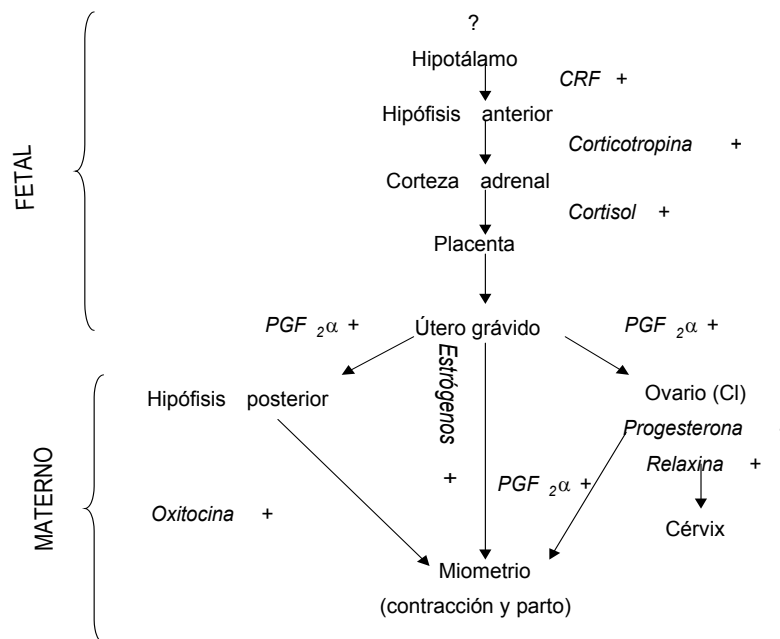 ?
Hipotálamo
CRF +
Hipófisis anterior
Corticotropina +
Corteza adrenal
Cortisol +
Placenta
FETAL
PGF 2α +
Útero grávido
PGF 2α +
Estrógenos +
Hipófisis posterior
Ovario (Cl)
Progesterona
Relaxina +
PGF 2α +
Oxitocina +
Cérvix
MATERNO
Miometrio
(contracción y parto)